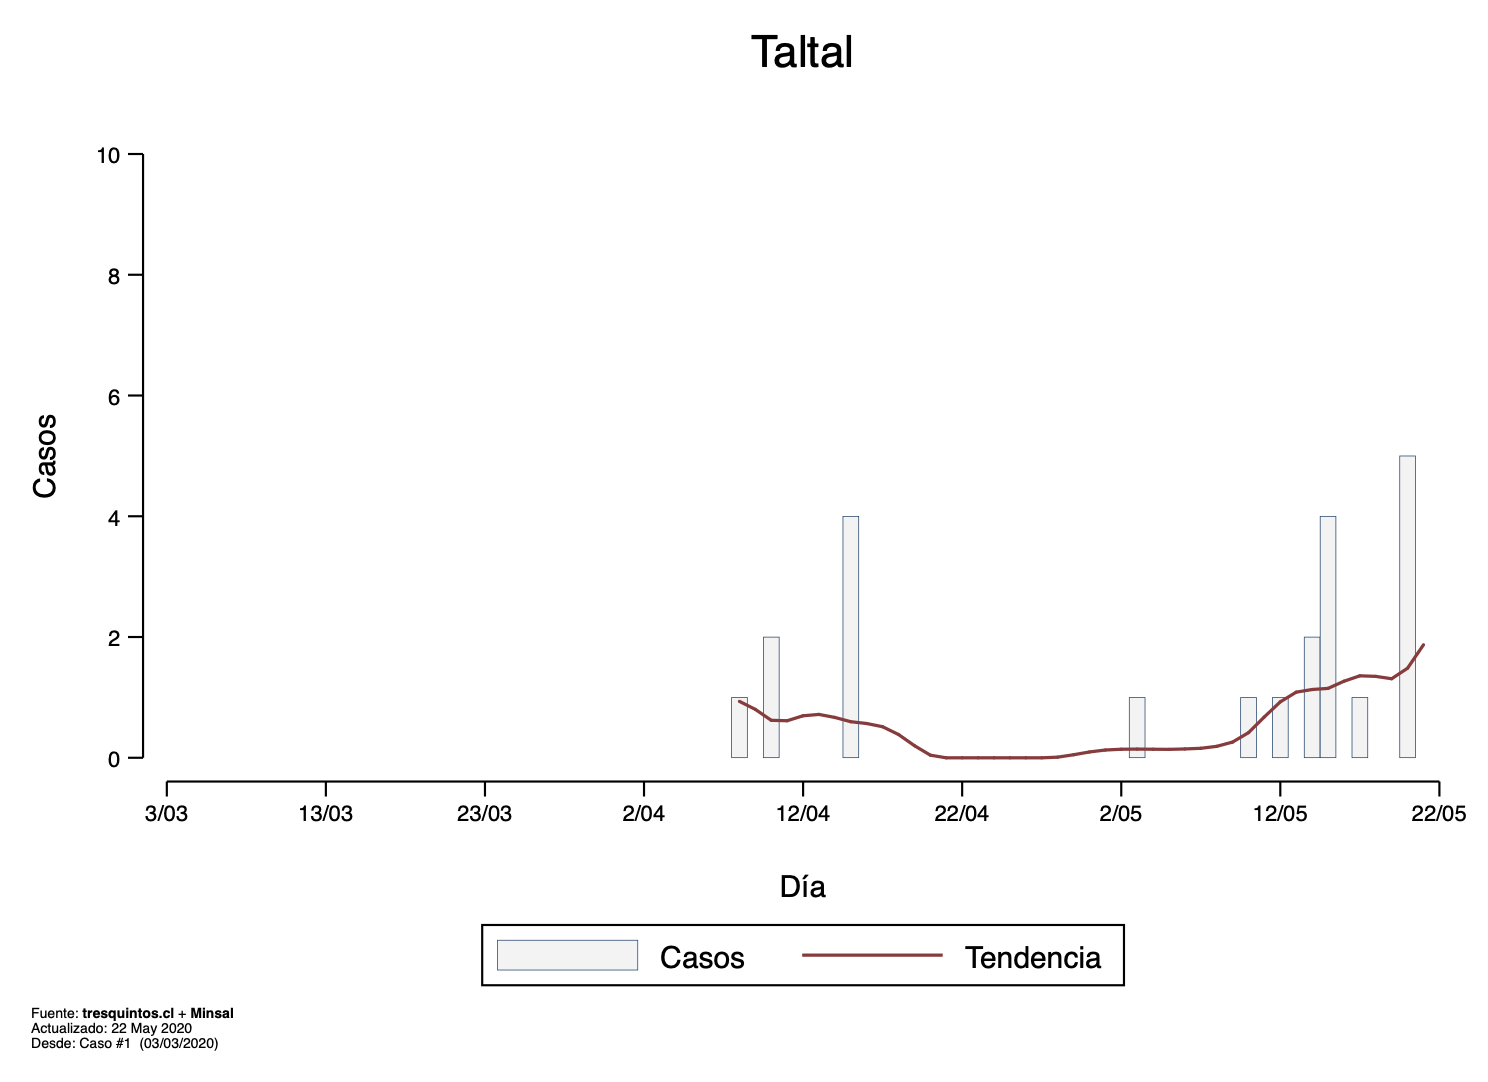 Taltal
10
8
6
4
2
0
Casos
3/03 13/03 23/03 2/04 12/04 22/04 2/05 12/05 22/05
Día
Casos Tendencia
Fuente: tresquintos.cl + Minsal
Actualizado: 22 May 2020
Desde: Caso #1 (03/03/2020)